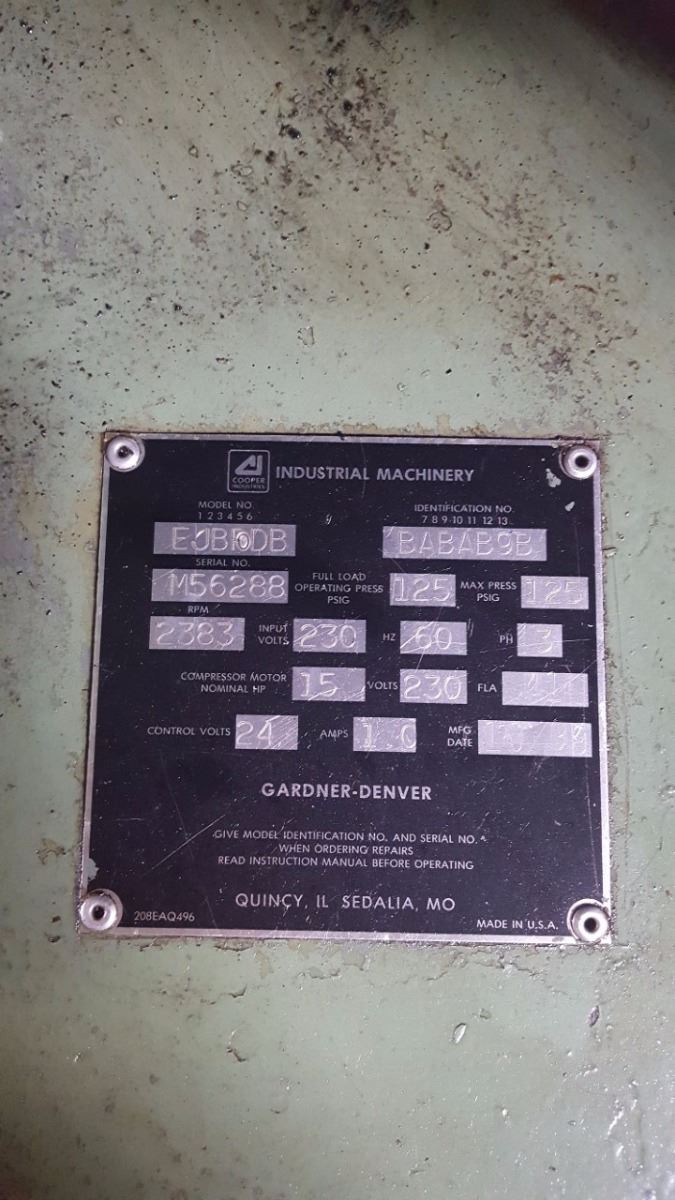 COOPER
INDUSTRIES
INDUSTRIAL MACHINERY
MODEL NO.
1 2 3 4 5 6
IDENTIFICATION NO.
7 8 9 10 11 12 13
BABAB9B
SERIAL NO. M56288
FULL LOAD OPERATING PRESS PSIG 125
MAX PRESS PSIG 125
RPM 2383
INPUT VOLTS 230 HZ 60 PH 3
COMPRESSOR MOTOR NOMINAL HP 15 VOLTS 230 FLA
CONTROL VOLTS 24 AMPS 1.0 MFG DATE
GARDNER-DENVER
GIVE MODEL IDENTIFICATION NO. AND SERIAL NO.
WHEN ORDERING REPAIRS
READ INSTRUCTION MANUAL BEFORE OPERATING
QUINCY, IL SEDALIA, MO
208EAQ496
MADE IN U.S.A.